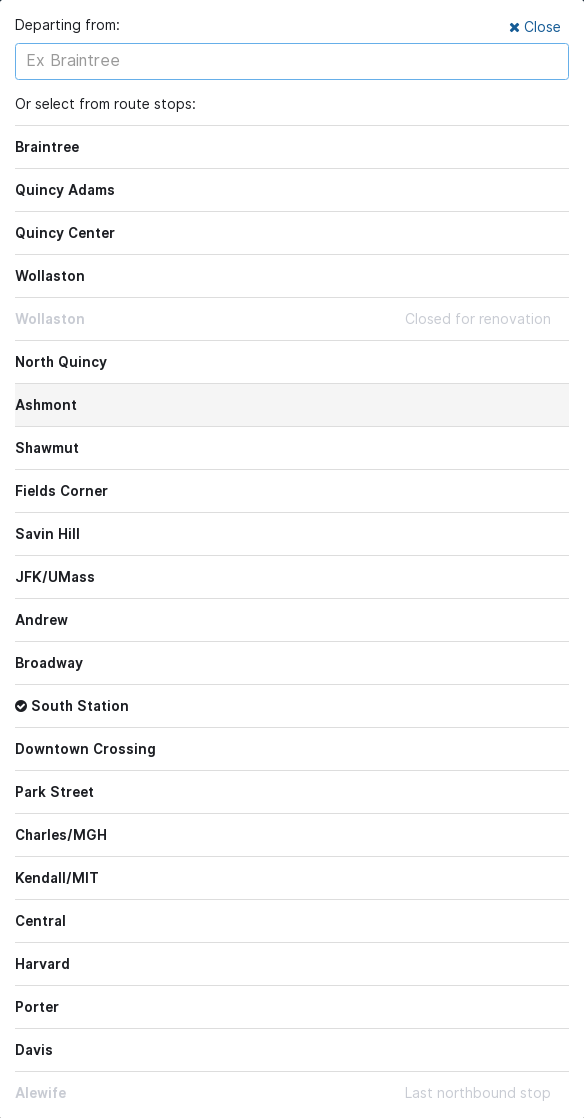 Departing from:
Close
Ex Braintree
Or select from route stops:
Braintree
Quincy Adams
Quincy Center
Wollaston
Wollaston Closed for renovation
North Quincy
Ashmont
Shawmut
Fields Corner
Savin Hill
JFK/UMass
Andrew
Broadway
South Station
Downtown Crossing
Park Street
Charles/MGH
Kendall/MIT
Central
Harvard
Porter
Davis
Alewife Last northbound stop